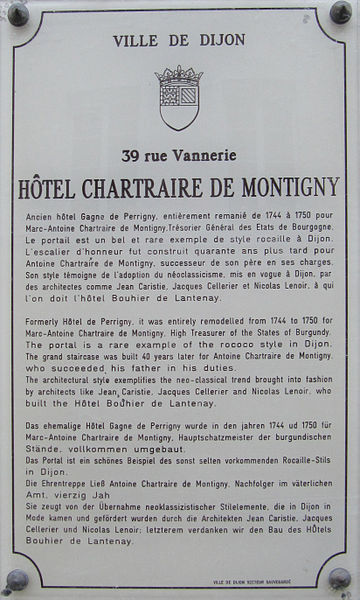 VILLE DE DIJON
39 rue Vannerie
HÔTEL CHARTRAIRE DE MONTIGNY
Ancien hôtel Gagne de Perrigny, entièrement remanié de 1744 à 1750 pour
Marc-Antoine Chartraire de Montigny,Trésorier Général des Etats de Bourgogne.
Le portail est un bel et rare exemple de style rocaille à Dijon.
L'escalier d'honneur fut construit quarante ans plus tard pour
Antoine Chartraire de Montigny, successeur de son père en ses charges.
Son style témoigne de l'adoption du néoclassicisme, mis en vogue à Dijon, par
des architectes comme Jean Caristie, Jacques Cellerier et Nicolas Lenoir, à qui
l'on doit l'hôtel Bouhier de Lantenay.
Formerly Hôtel de Perrigny, it was entirely remodelled from 1744 to 1750 for
Marc-Antoine Chartraire de Montigny, High Treasurer of the States of Burgundy.
The portal is a rare example of the rococo style in Dijon.
The grand staircase was built 40 years later for Antoine Chartraire de Montigny,
who succeeded his father in his duties.
The architectural style exemplifies the neo-classical trend brought into fashion
by architects like Jean Caristie, Jacques Cellerier and Nicolas Lenoir, who
built the Hôtel Bouhier de Lantenay.
Das ehemalige Hôtel Gagne de Perrigny wurde in den jahren 1744 ud 1750 für
Marc-Antoine Chartraire de Montigny, Hauptschatzmeister der burgundischen
Stände, vollkommen umgebaut.
Das Portal ist ein schönes Beispiel des sonst selten vorkommenden Rocaille-Stils
in Dijon.
Die Ehrentreppe Ließ Antoine Chartraire de Montigny, Nachfolger im väterlichen
Amt, vierzig Jah
Sie zeugt von der Übernahme neoklassizistischer Stilelemente, die in Dijon in
Mode kamen und gefördert wurden durch die Architekten Jean Caristie, Jacques
Cellerier und Nicolas Lenoir; letzterem verdanken wir den Bau des Hôtels
Bouhier de Lantenay.
VILLE DE DIJON SECTEUR SAUVEGARDÉ